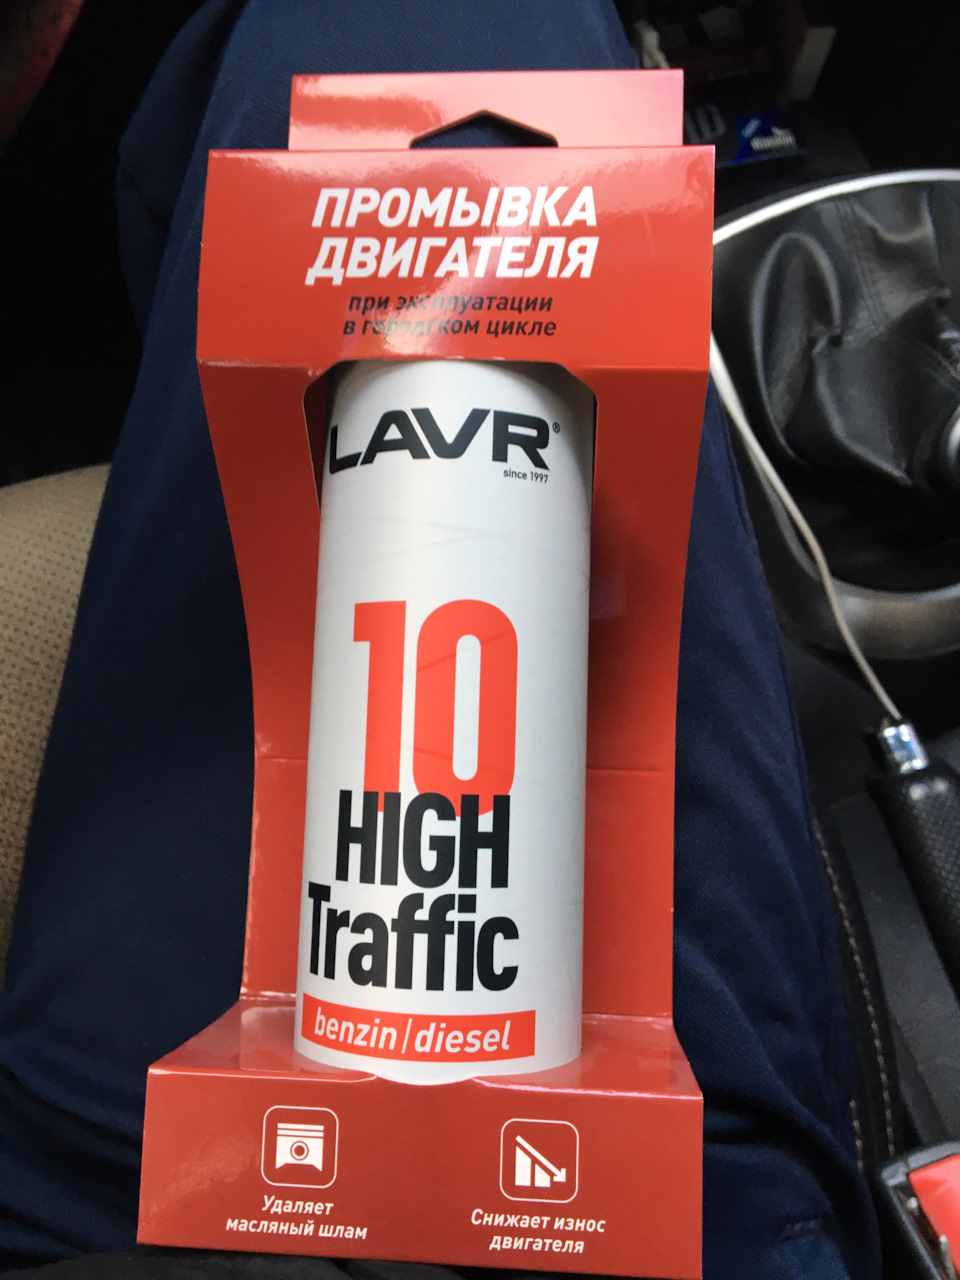 ПРОМЫВКА
ДВИГАТЕЛЯ
при эксплуатации
в городском цикле
LAVR®
since 1997
10
HIGH
Traffic
benzin/diesel
Удаляет
масляный шлам
Снижает износ
двигателя
Winston